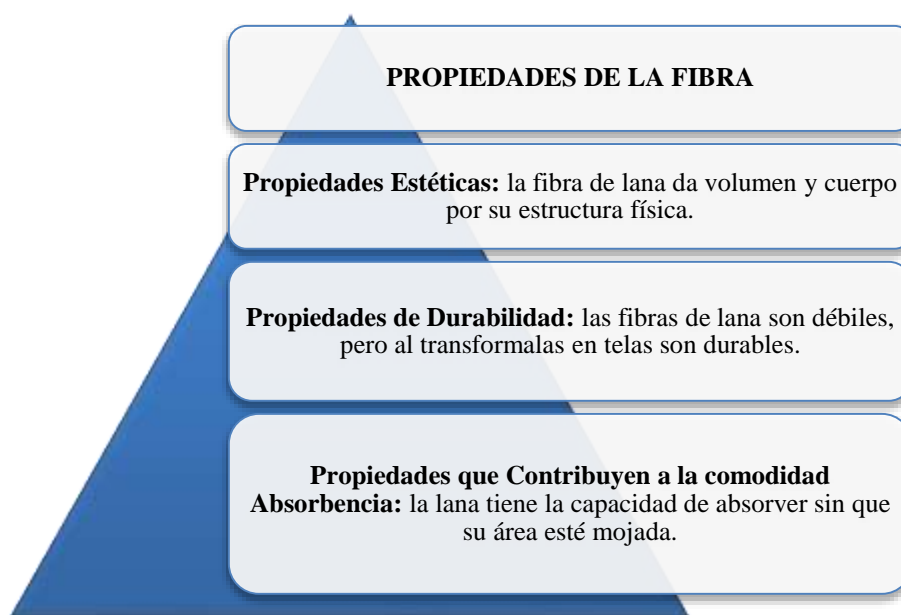 PROPIEDADES DE LA FIBRA
Propiedades Estéticas: la fibra de lana da volumen y cuerpo
por su estructura física.
Propiedades de Durabilidad: las fibras de lana son débiles,
pero al transformalas en telas son durables.
Propiedades que Contribuyen a la comodidad
Absorbencia: la lana tiene la capacidad de absorver sin que
su área esté mojada.